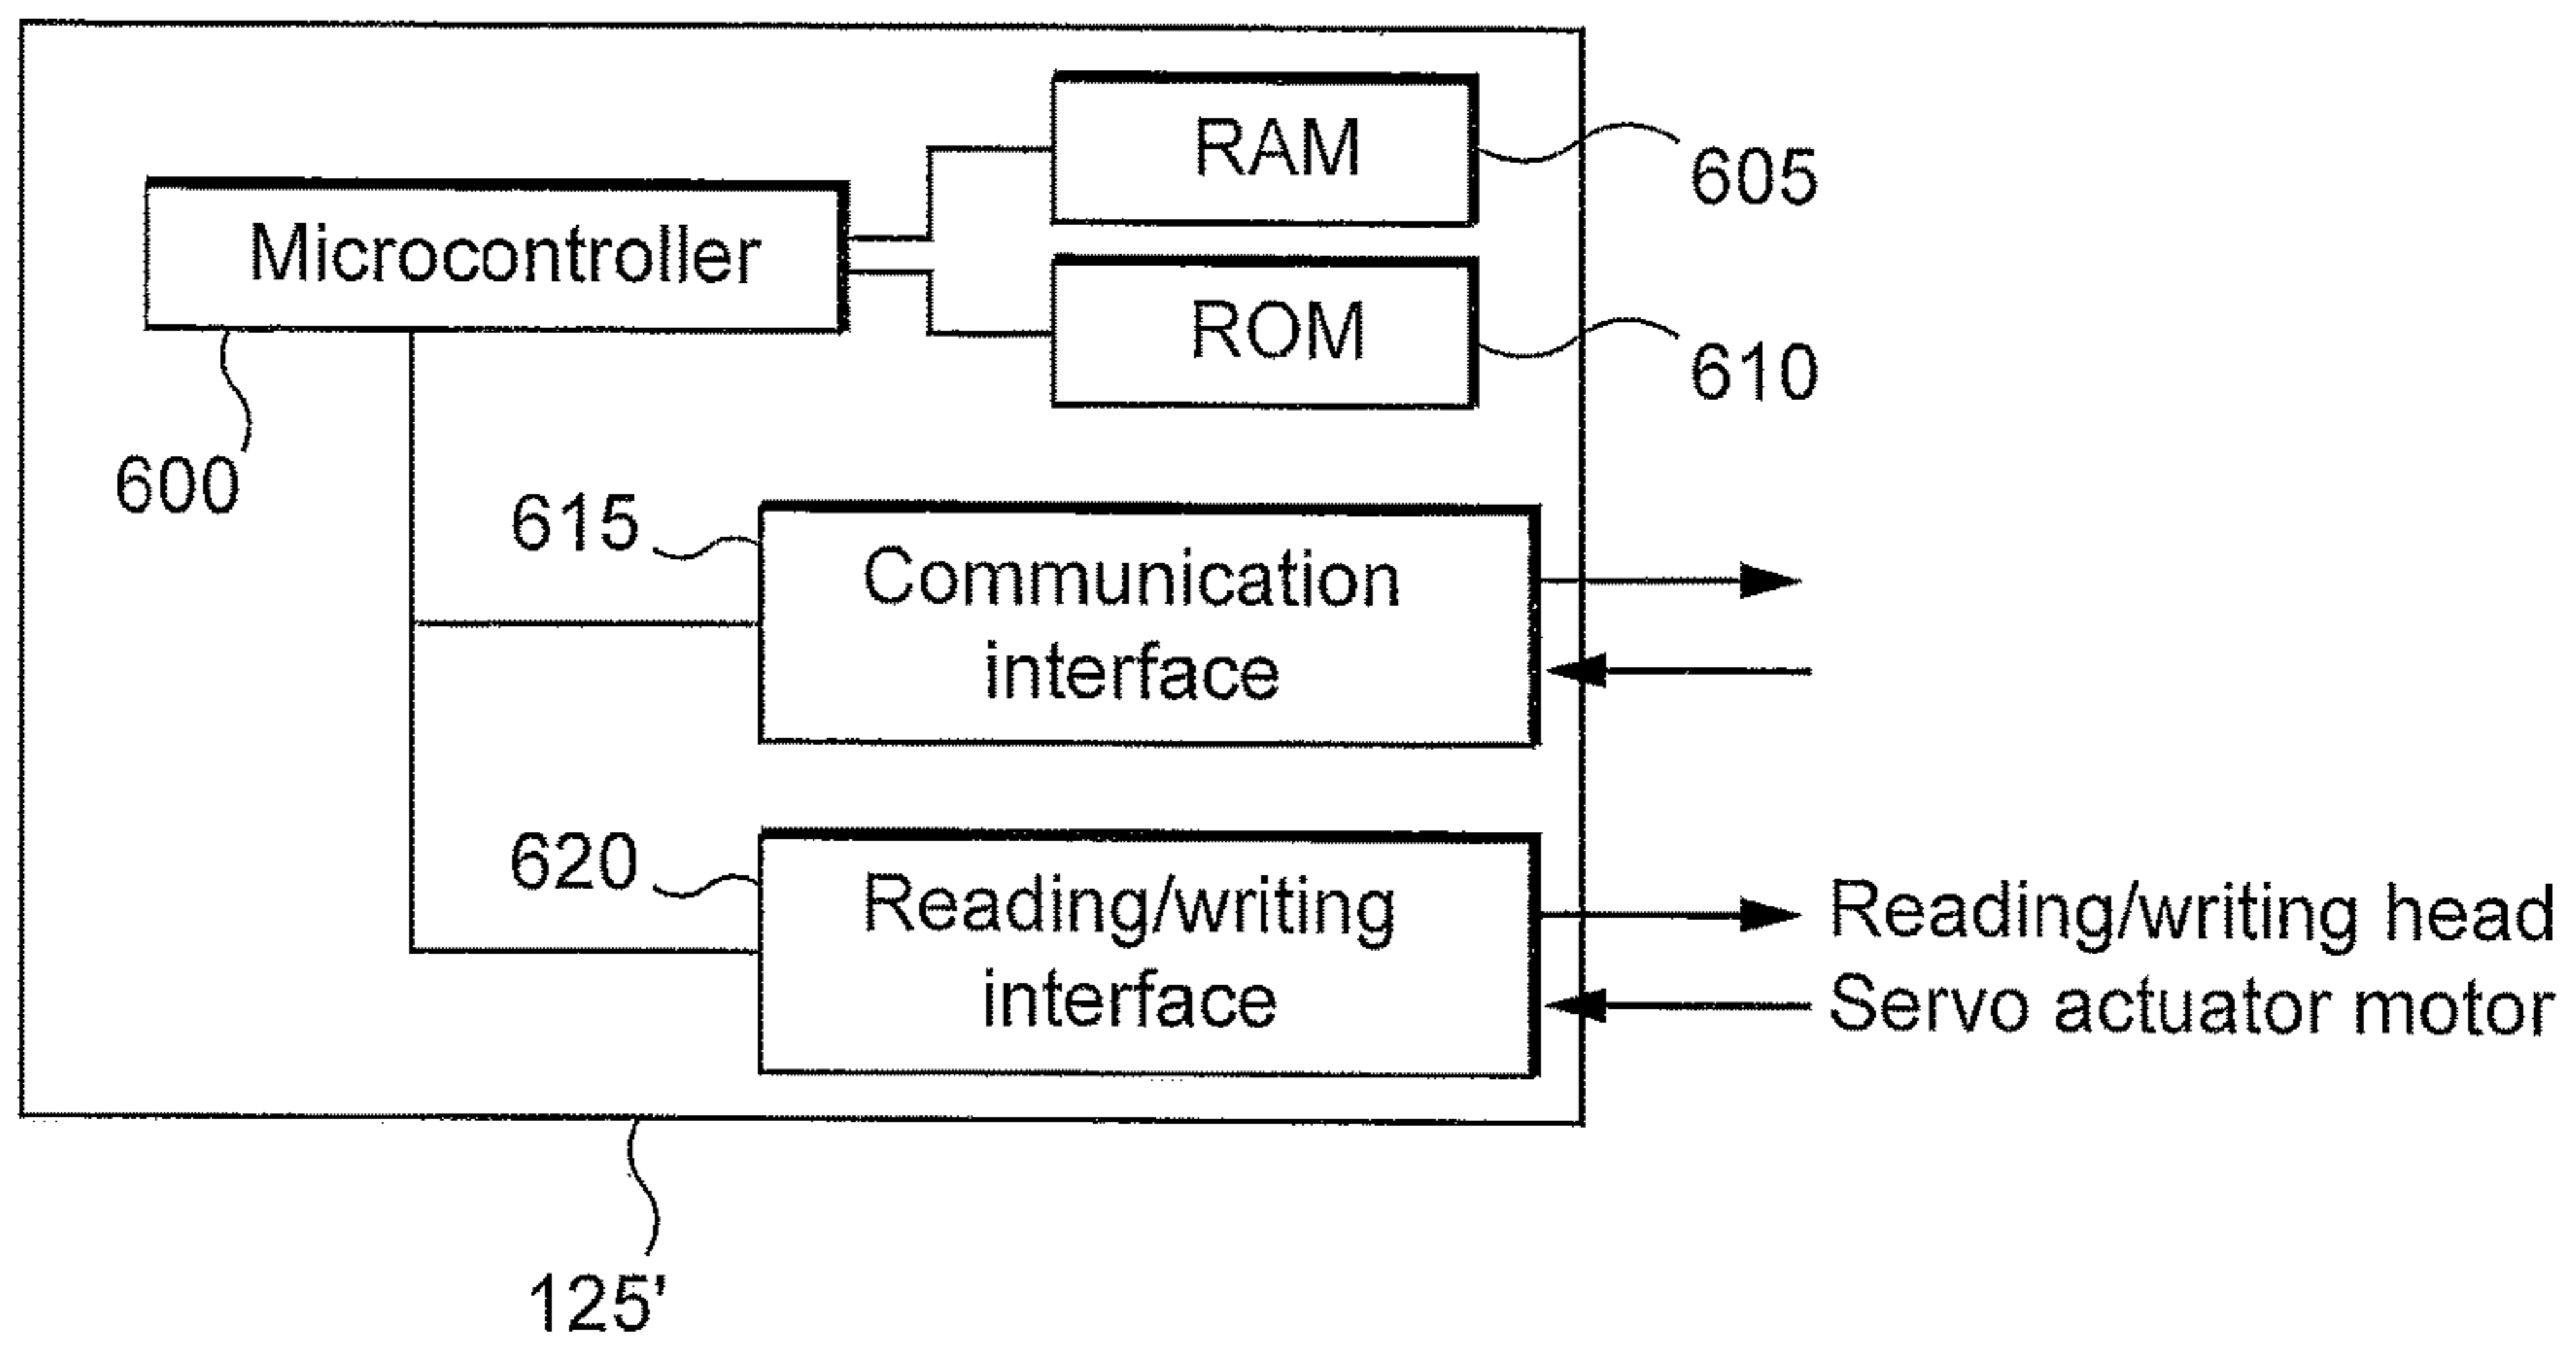 RAM
605
Microcontroller
ROM
610
600
615
Communication
interface
620
Reading/writing
interface
Reading/writing head
Servo actuator motor
125'